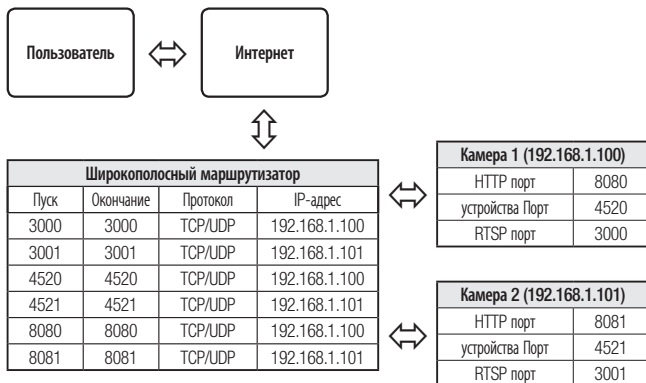 Пользователь
Интернет
Широкополосный маршрутизатор
Пуск Окончание Протокол IP-адрес
3000 3000 TCP/UDP 192.168.1.100
3001 3001 TCP/UDP 192.168.1.101
4520 4520 TCP/UDP 192.168.1.100
4521 4521 TCP/UDP 192.168.1.101
8080 8080 TCP/UDP 192.168.1.100
8081 8081 TCP/UDP 192.168.1.101
Камера 1 (192.168.1.100)
HTTP порт 8080
устройства Порт 4520
RTSP порт 3000
Камера 2 (192.168.1.101)
HTTP порт 8081
устройства Порт 4521
RTSP порт 3001